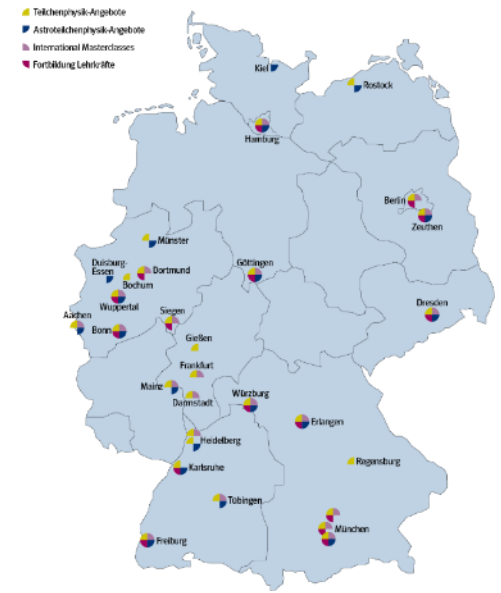 Teilchenphysik-Angebote
Astroteilchenphysik-Angebote
International Masterclasses
Fortbildung Lehrkräfte
Kiel
Rostock
Hamburg
Berlin
Zeuthen
Münster
Göttingen
Duisburg-
Essen
Dortmund
Bochum
Wuppertal
Dresden
Aachen
Siegen
Bonn
Gießen
Frankfurt
Mainz
Darmstadt
Würzburg
Erlangen
Heidelberg
Regensburg
Karlsruhe
Tübingen
München
Freiburg